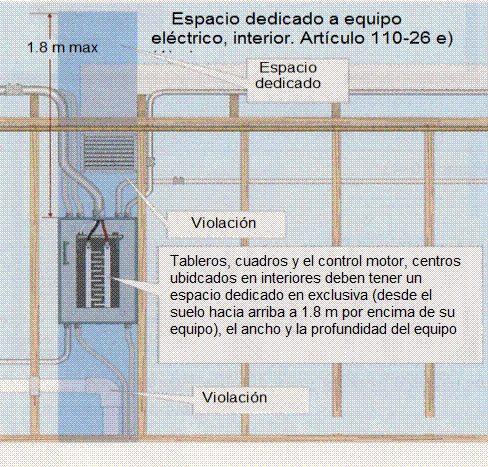 Espacio dedicado a equipo
eléctrico, interior. Artículo 110-26 e)
1.8 m max
Espacio
dedicado
Violación
Tableros, cuadros y el control motor, centros
ubidcados en interiores deben tener un
espacio dedicado en exclusiva (desde el
suelo hacia arriba a 1.8 m por encima de su
equipo), el ancho y la profundidad del equipo
Violación